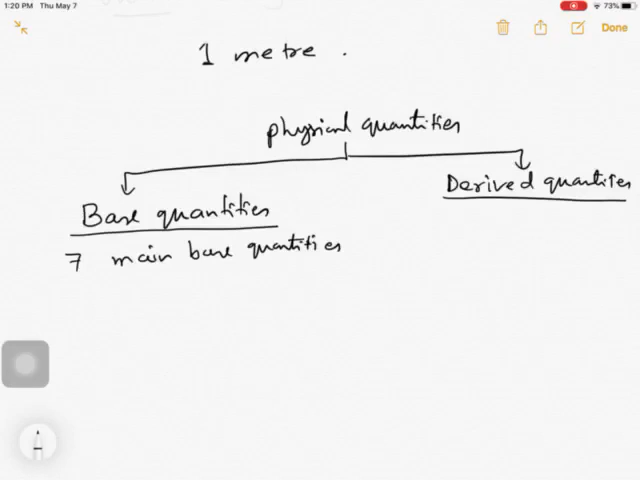 1:20 PM Thu May 7
73%
Done
1 metre .
physical quantities
Base quantities
Derived quantities
7 main base quantities